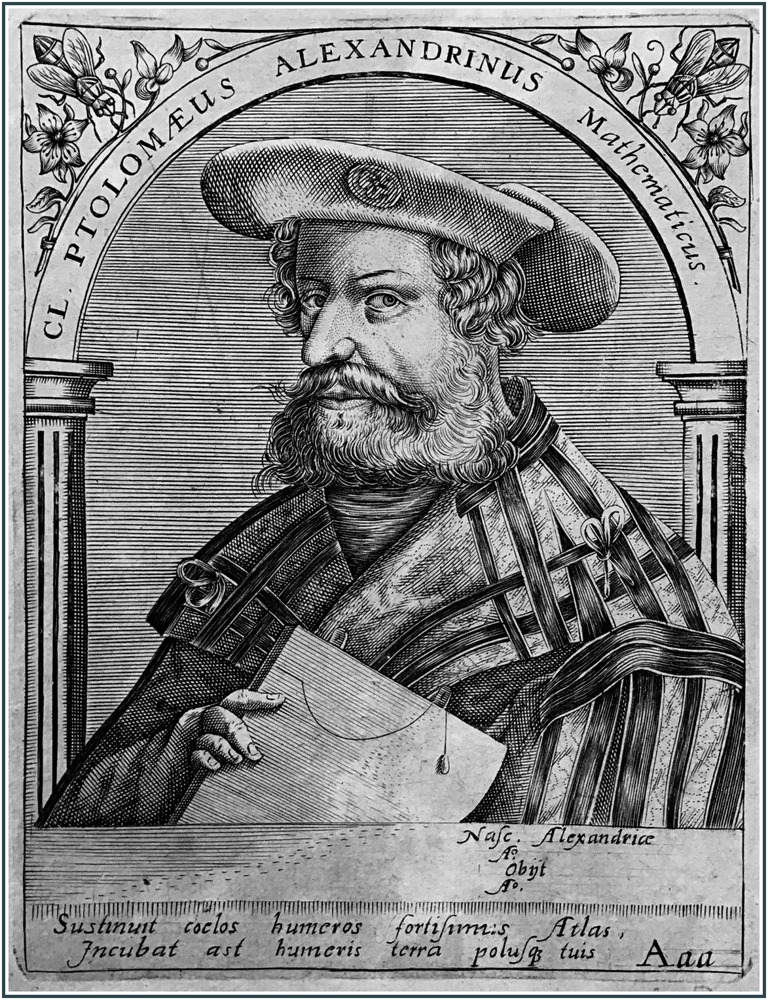 CL. PTOLOMÆUS ALEXANDRINUS Mathematicus.
Naſc. Alexandriæ
Aº.
Obijt
Aº.
Sustinuit coelos humeros fortiſsimus Atlas,
Incubat ast humeris terra poluſq; tuis
Aaa